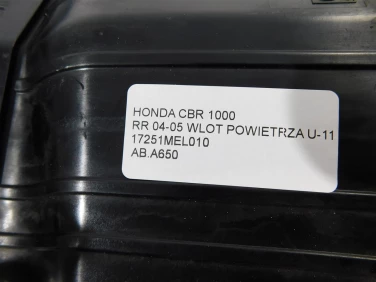 HONDA CBR 1000
RR 04-05 WLOT POWIETRZA U-11
17251MEL010
AB.A650